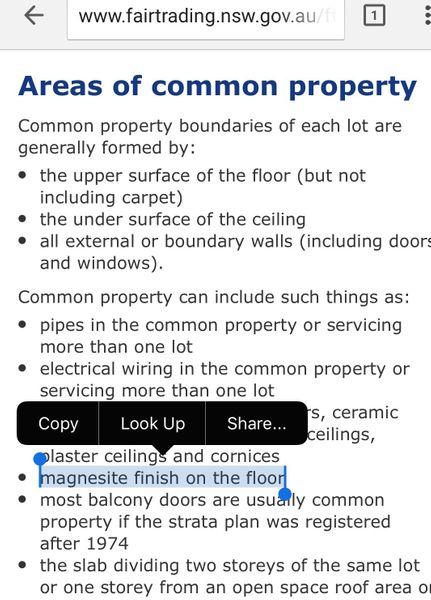 www.fairtrading.nsw.gov.au/
1
Areas of common property
Common property boundaries of each lot are
generally formed by:
• the upper surface of the floor (but not
including carpet)
• the under surface of the ceiling
• all external or boundary walls (including doors
and windows).
Common property can include such things as:
• pipes in the common property or servicing
more than one lot
• electrical wiring in the common property or
servicing more than one lot
rs, ceramic
Copy Look Up Share...
ceilings,
plaster ceilings and cornices
• magnesite finish on the floor
• most balcony doors are usually common
property if the strata plan was registered
after 1974
• the slab dividing two storeys of the same lot
or one storey from an open space roof area or